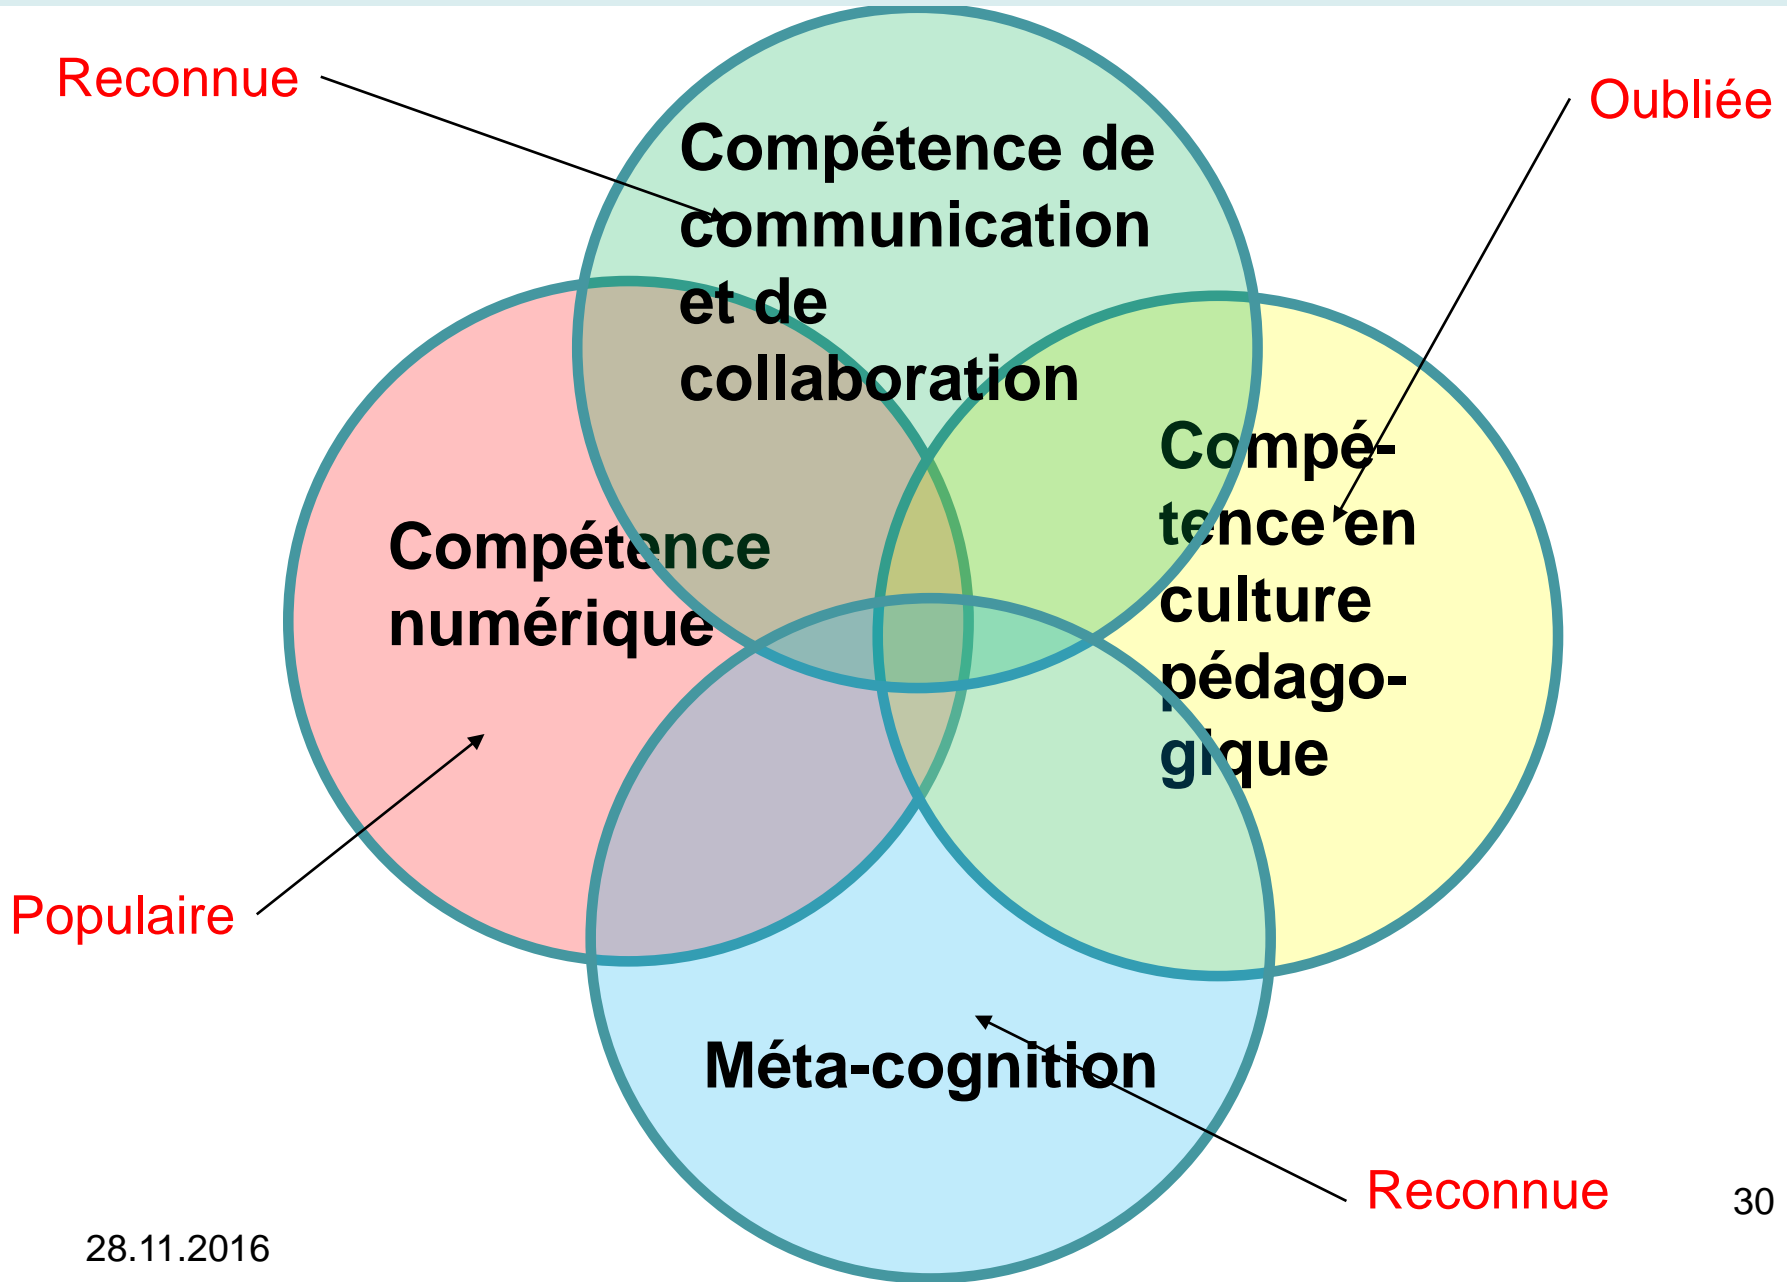 Reconnue
Oubliée
Compétence de
communication
et de
collaboration
Compé-
tence en
culture
pédago-
gique
Compétence
numérique
Populaire
Méta-cognition
Reconnue
30
28.11.2016